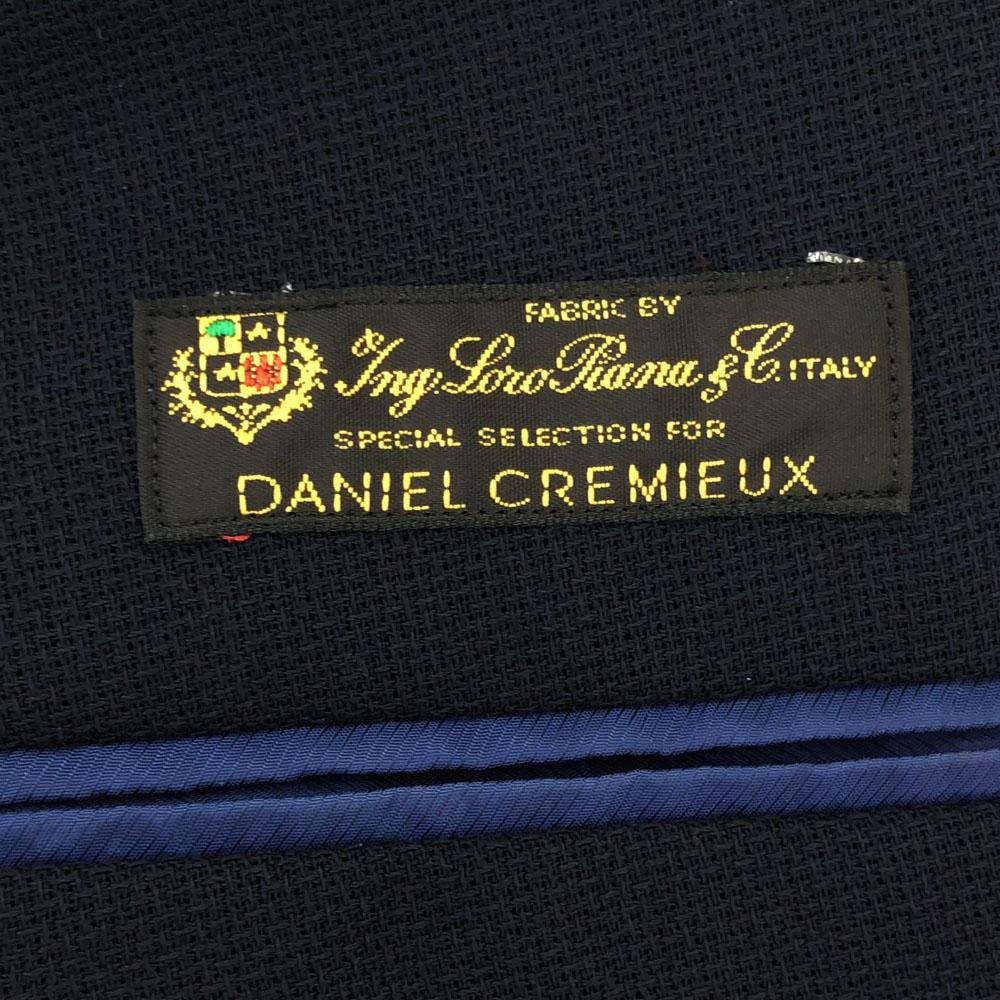 FABRIC BY
Ing. Loro Piana & C. ITALY
SPECIAL SELECTION FOR
DANIEL CREMIEUX